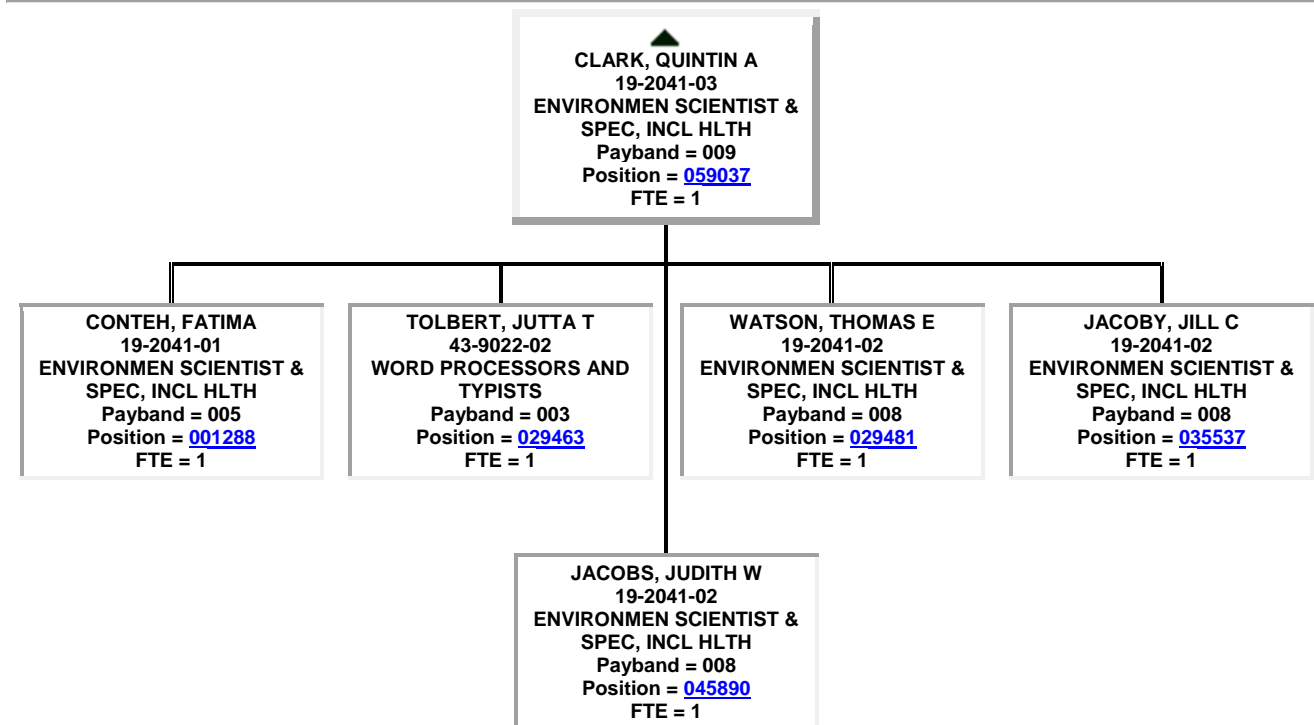 CLARK, QUINTIN A
19-2041-03
ENVIRONMEN SCIENTIST &
SPEC, INCL HLTH
Payband = 009
Position = 059037
FTE = 1
CONTEH, FATIMA
19-2041-01
ENVIRONMEN SCIENTIST &
SPEC, INCL HLTH
Payband = 005
Position = 001288
FTE = 1
TOLBERT, JUTTA T
43-9022-02
WORD PROCESSORS AND
TYPISTS
Payband = 003
Position = 029463
FTE = 1
WATSON, THOMAS E
19-2041-02
ENVIRONMEN SCIENTIST &
SPEC, INCL HLTH
Payband = 008
Position = 029481
FTE = 1
JACOBY, JILL C
19-2041-02
ENVIRONMEN SCIENTIST &
SPEC, INCL HLTH
Payband = 008
Position = 035537
FTE = 1
JACOBS, JUDITH W
19-2041-02
ENVIRONMEN SCIENTIST &
SPEC, INCL HLTH
Payband = 008
Position = 045890
FTE = 1